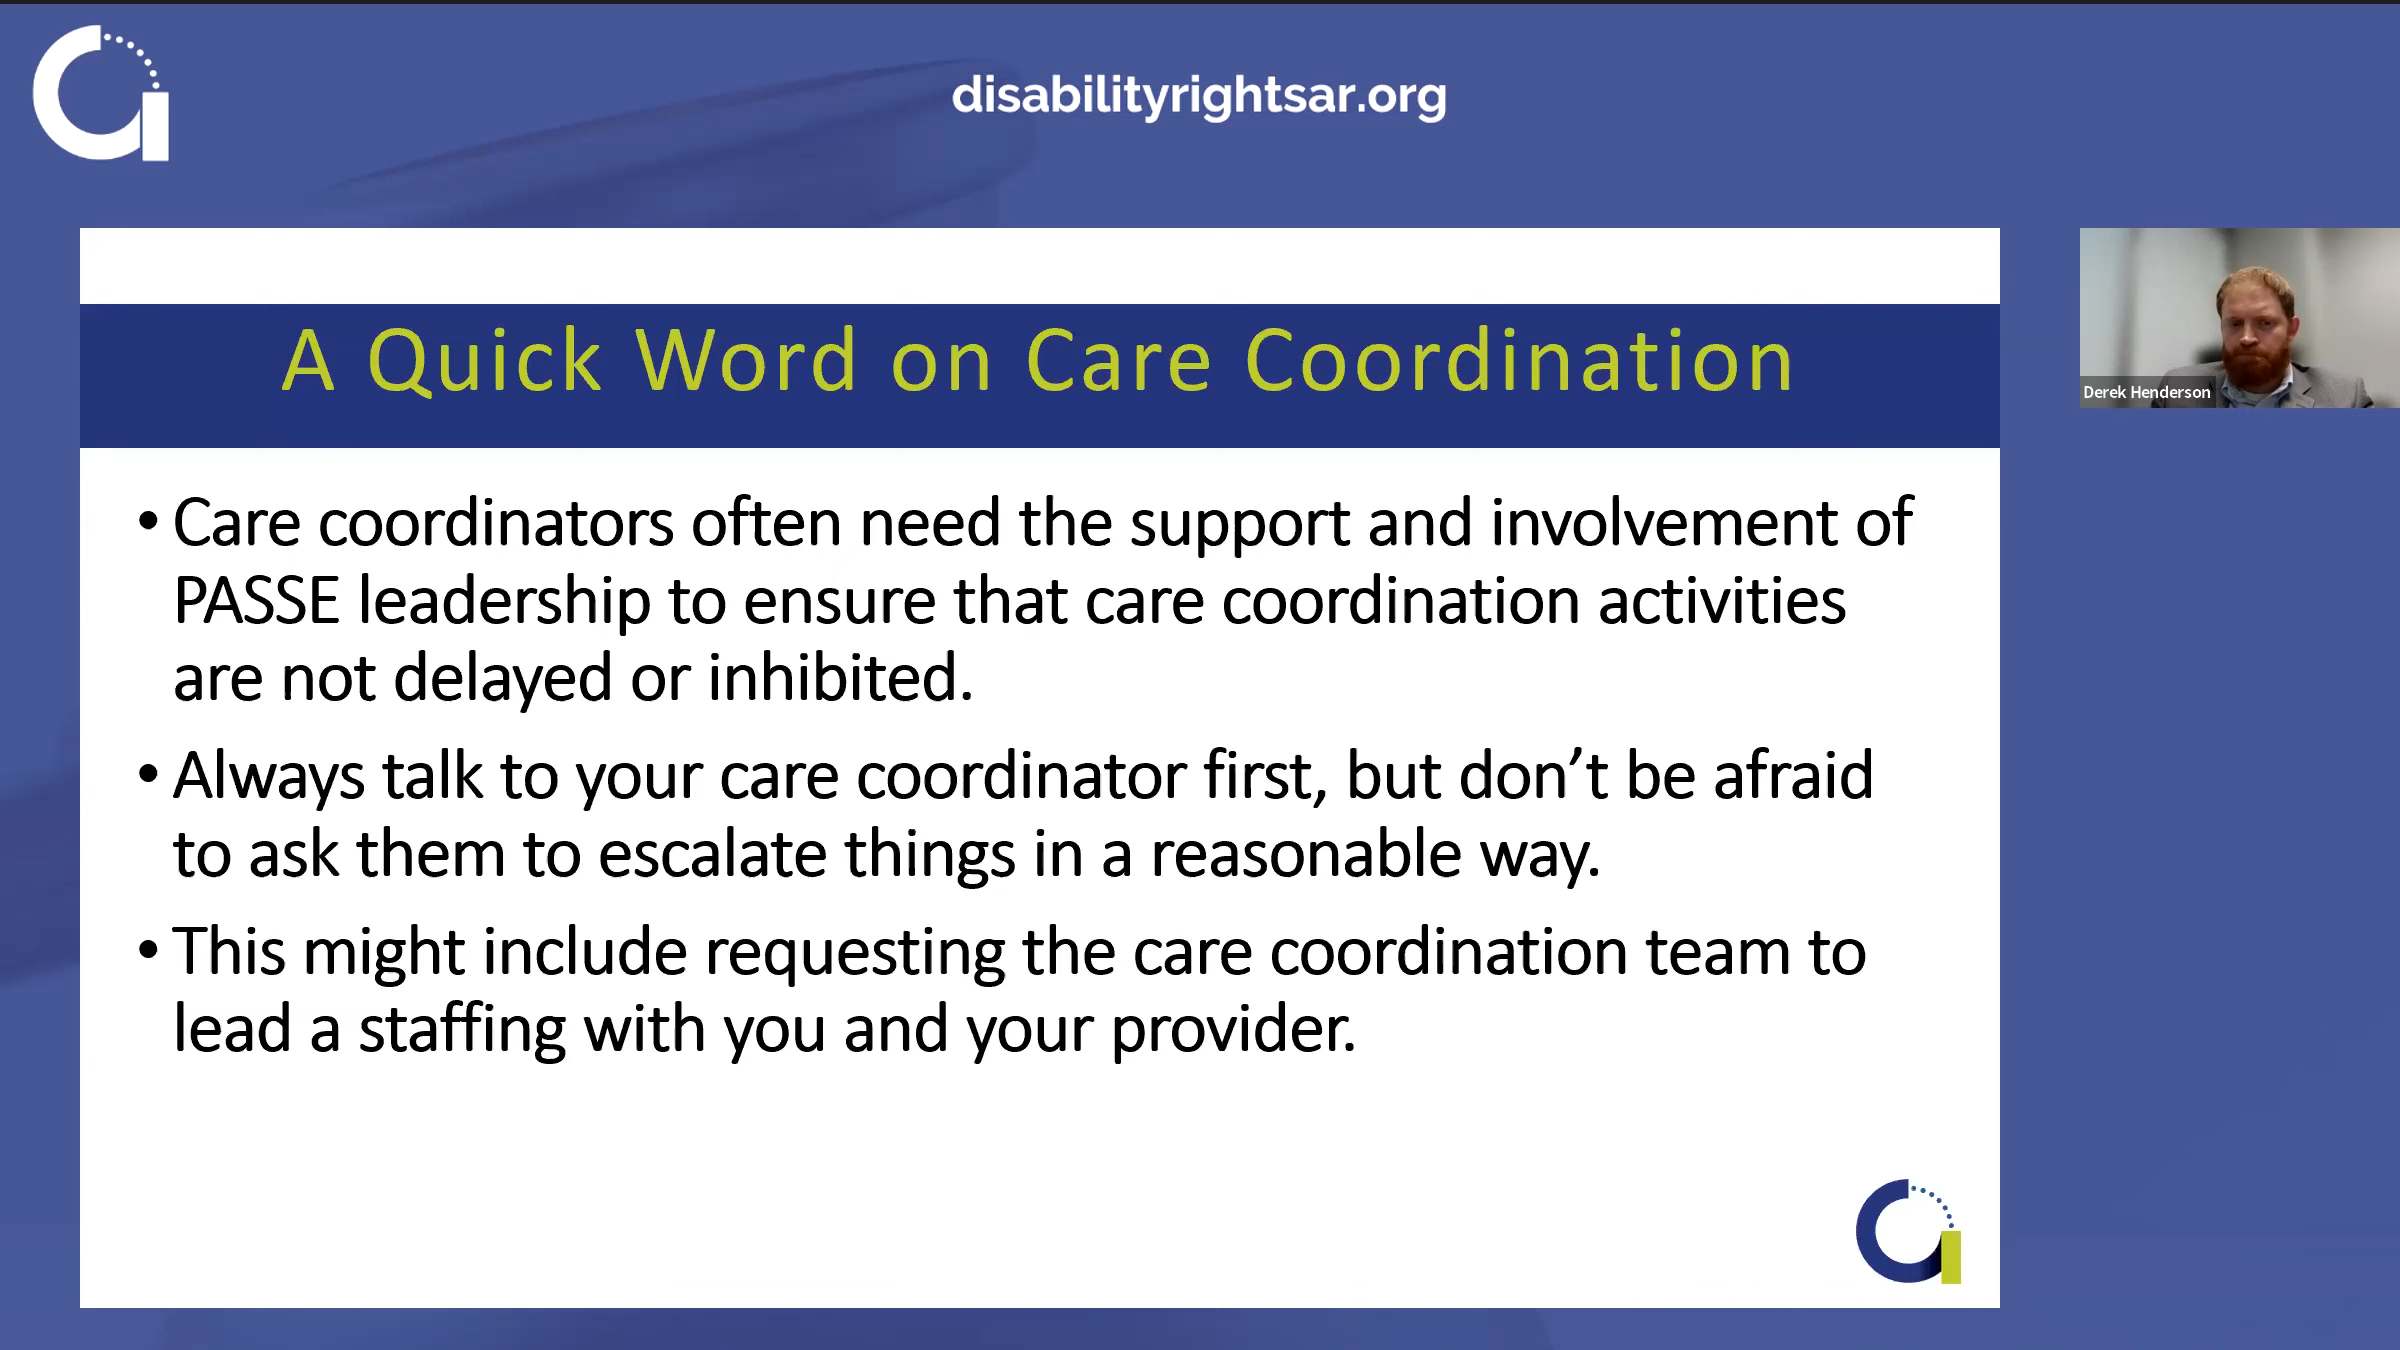 disabilityrightsar.org
A Quick Word on Care Coordination
• Care coordinators often need the support and involvement of
PASSE leadership to ensure that care coordination activities
are not delayed or inhibited.
• Always talk to your care coordinator first, but don’t be afraid
to ask them to escalate things in a reasonable way.
• This might include requesting the care coordination team to
lead a staffing with you and your provider.
Derek Henderson